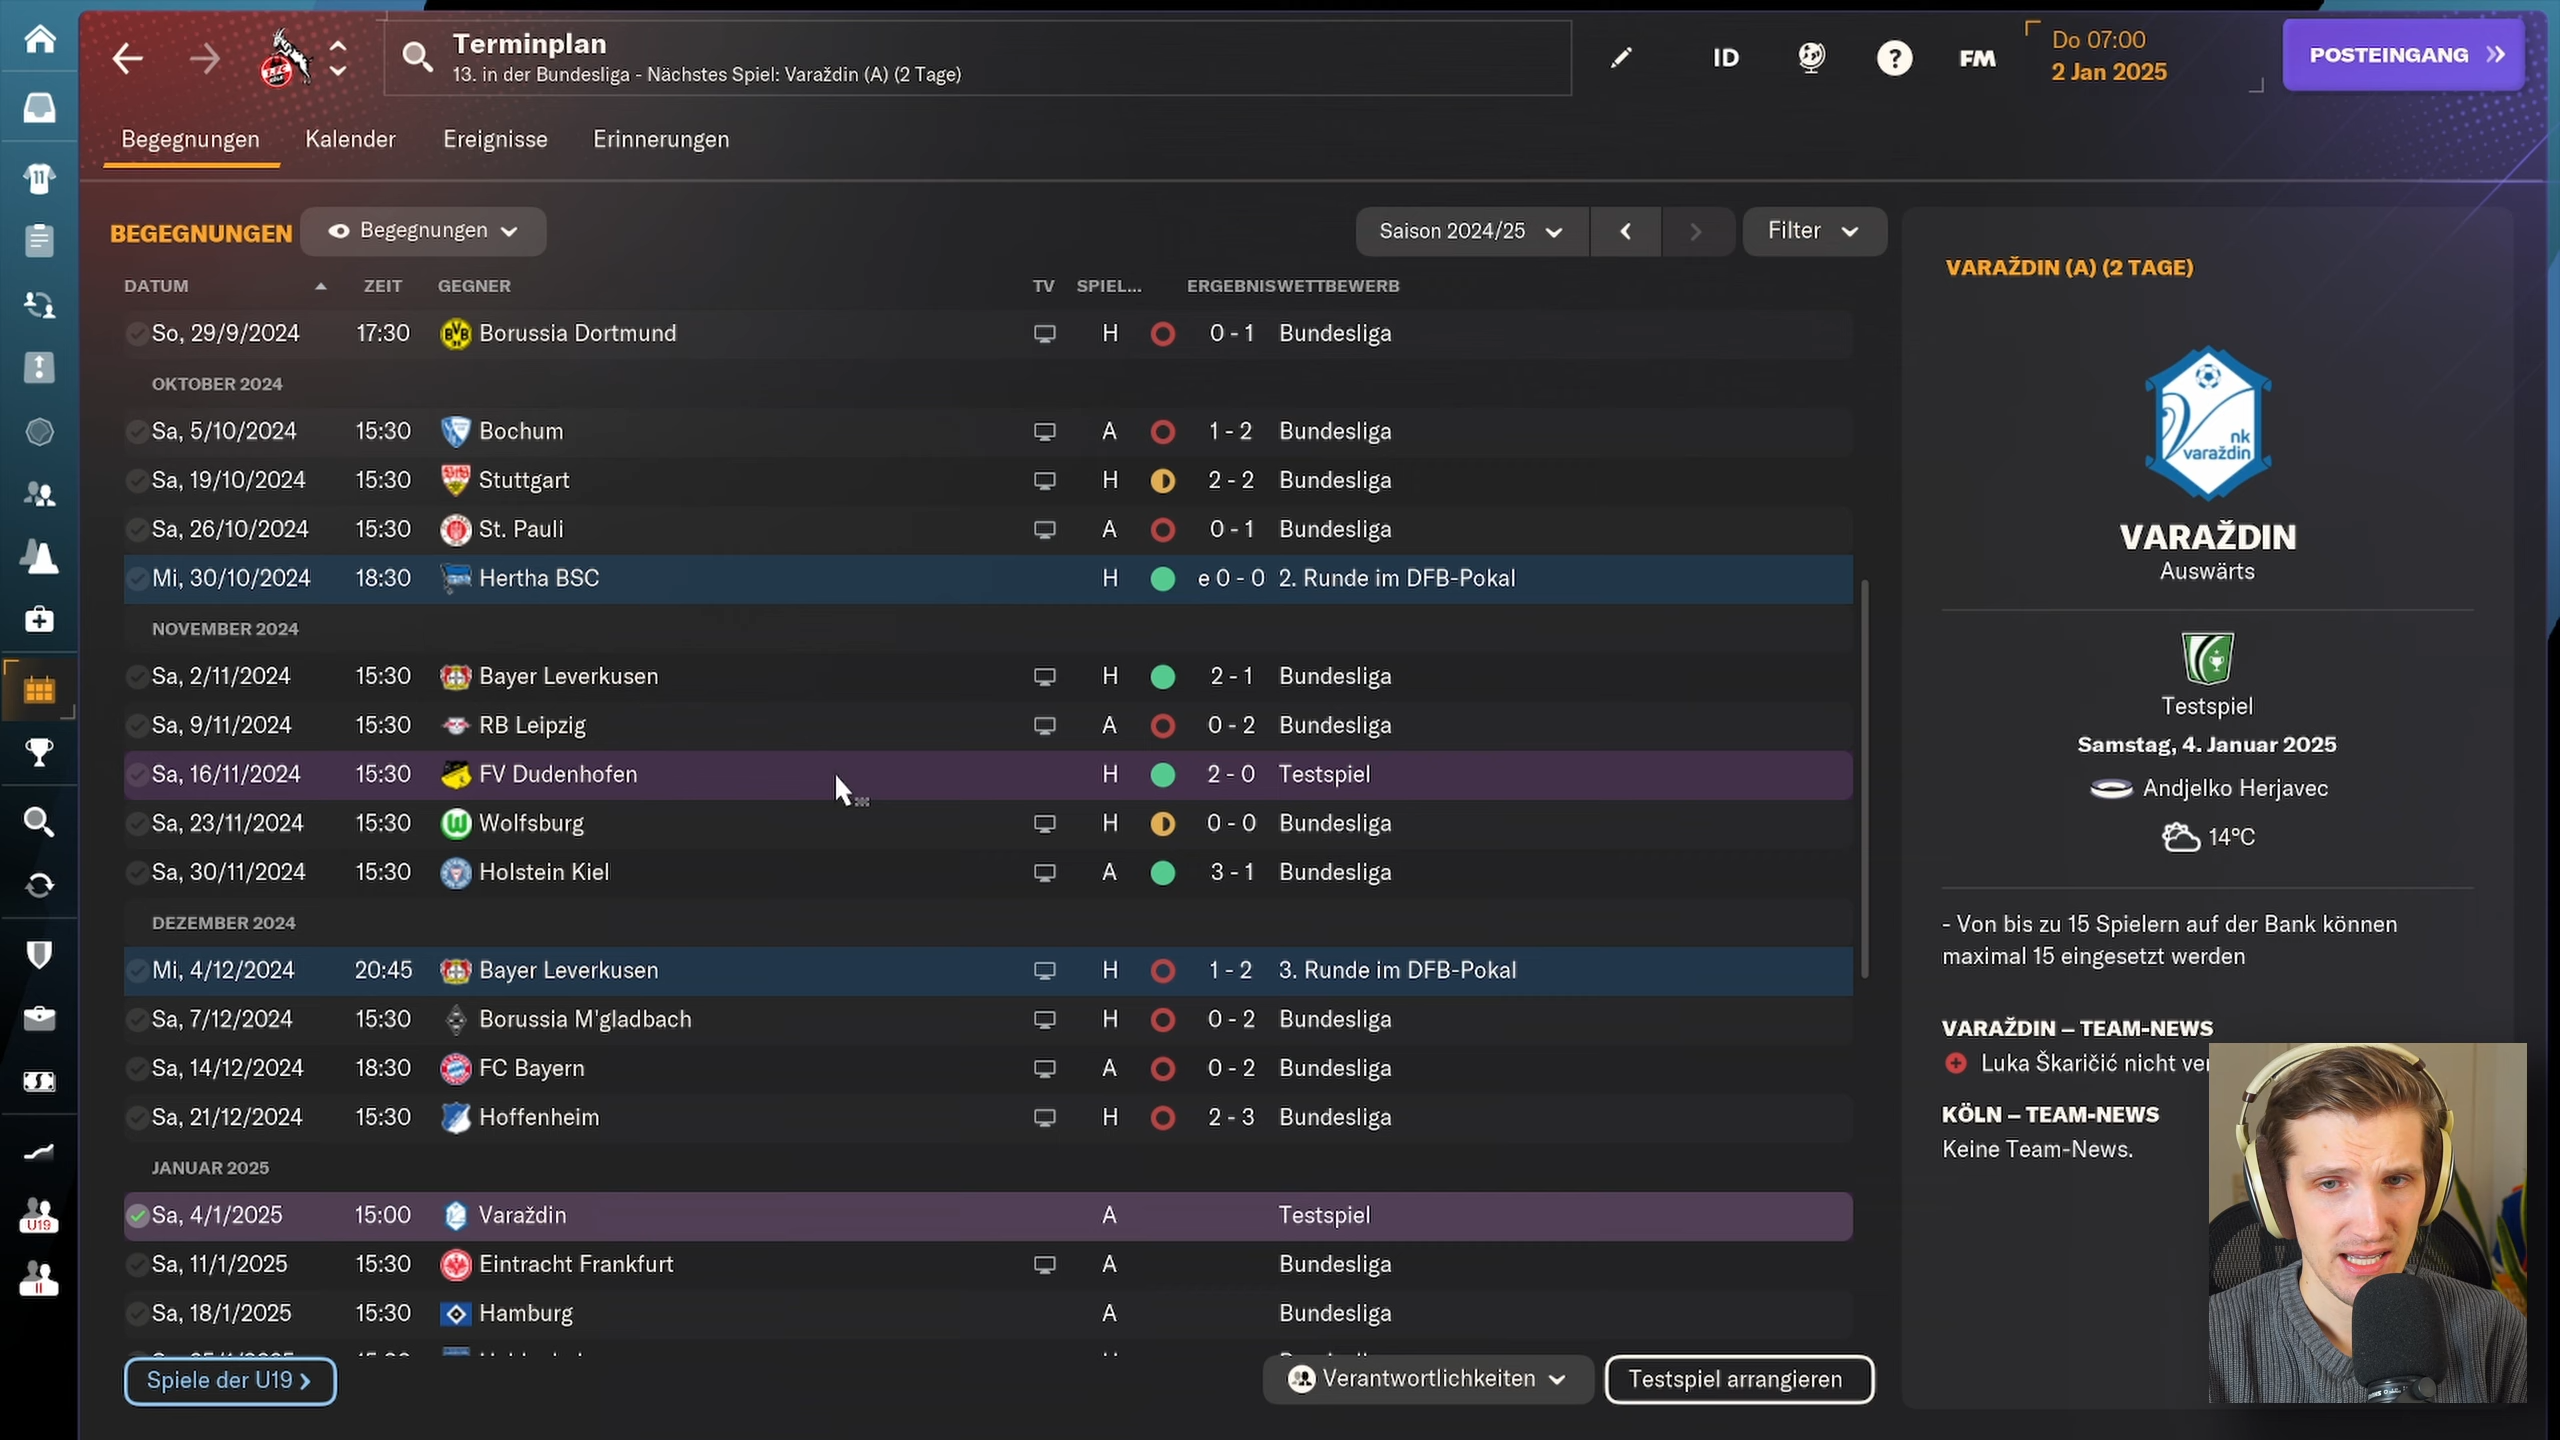 Terminplan
13. in der Bundesliga - Nächstes Spiel: Varaždin (A) (2 Tage)
ID
?
FM
Do 07:00
2 Jan 2025
POSTEINGANG
Begegnungen
Kalender
Ereignisse
Erinnerungen
BEGEGNUNGEN
Begegnungen
Saison 2024/25
Filter
DATUM ZEIT GEGNER TV SPIEL... ERGEBNIS WETTBEWERB
So, 29/9/2024 17:30 Borussia Dortmund H 0 - 1 Bundesliga
OKTOBER 2024
Sa, 5/10/2024 15:30 Bochum A 1 - 2 Bundesliga
Sa, 19/10/2024 15:30 Stuttgart H 2 - 2 Bundesliga
Sa, 26/10/2024 15:30 St. Pauli A 0 - 1 Bundesliga
Mi, 30/10/2024 18:30 Hertha BSC H e 0 - 0 2. Runde im DFB-Pokal
NOVEMBER 2024
Sa, 2/11/2024 15:30 Bayer Leverkusen H 2 - 1 Bundesliga
Sa, 9/11/2024 15:30 RB Leipzig A 0 - 2 Bundesliga
Sa, 16/11/2024 15:30 FV Dudenhofen H 2 - 0 Testspiel
Sa, 23/11/2024 15:30 Wolfsburg H 0 - 0 Bundesliga
Sa, 30/11/2024 15:30 Holstein Kiel A 3 - 1 Bundesliga
DEZEMBER 2024
Mi, 4/12/2024 20:45 Bayer Leverkusen H 1 - 2 3. Runde im DFB-Pokal
Sa, 7/12/2024 15:30 Borussia M'gladbach H 0 - 2 Bundesliga
Sa, 14/12/2024 18:30 FC Bayern A 0 - 2 Bundesliga
Sa, 21/12/2024 15:30 Hoffenheim H 2 - 3 Bundesliga
JANUAR 2025
Sa, 4/1/2025 15:00 Varaždin A Testspiel
Sa, 11/1/2025 15:30 Eintracht Frankfurt A Bundesliga
Sa, 18/1/2025 15:30 Hamburg A Bundesliga
Spiele der U19
Verantwortlichkeiten
Testspiel arrangieren
VARAŽDIN (A) (2 TAGE)
nk
varaždin
VARAŽDIN
Auswärts
Testspiel
Samstag, 4. Januar 2025
Andjelko Herjavec
14°C
- Von bis zu 15 Spielern auf der Bank können
maximal 15 eingesetzt werden
VARAŽDIN – TEAM-NEWS
Luka Škaričić nicht
KÖLN – TEAM-NEWS
Keine Team-News.
11
U19
II